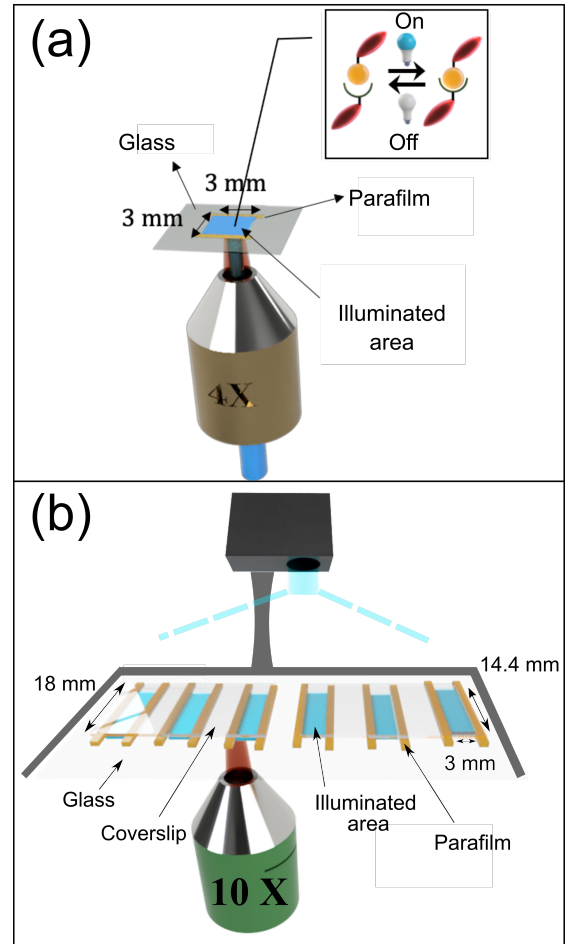 (a)
On
Off
Glass
3 mm
3 mm
Parafilm
Illuminated
area
4X
(b)
14.4 mm
18 mm
3 mm
Glass
Coverslip
Illuminated
area
Parafilm
10 X